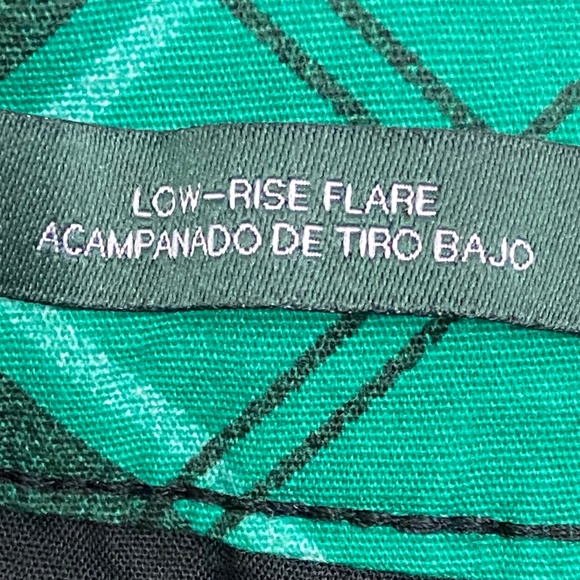 LOW-RISE FLARE
ACAMPANADO DE TIRO BAJO